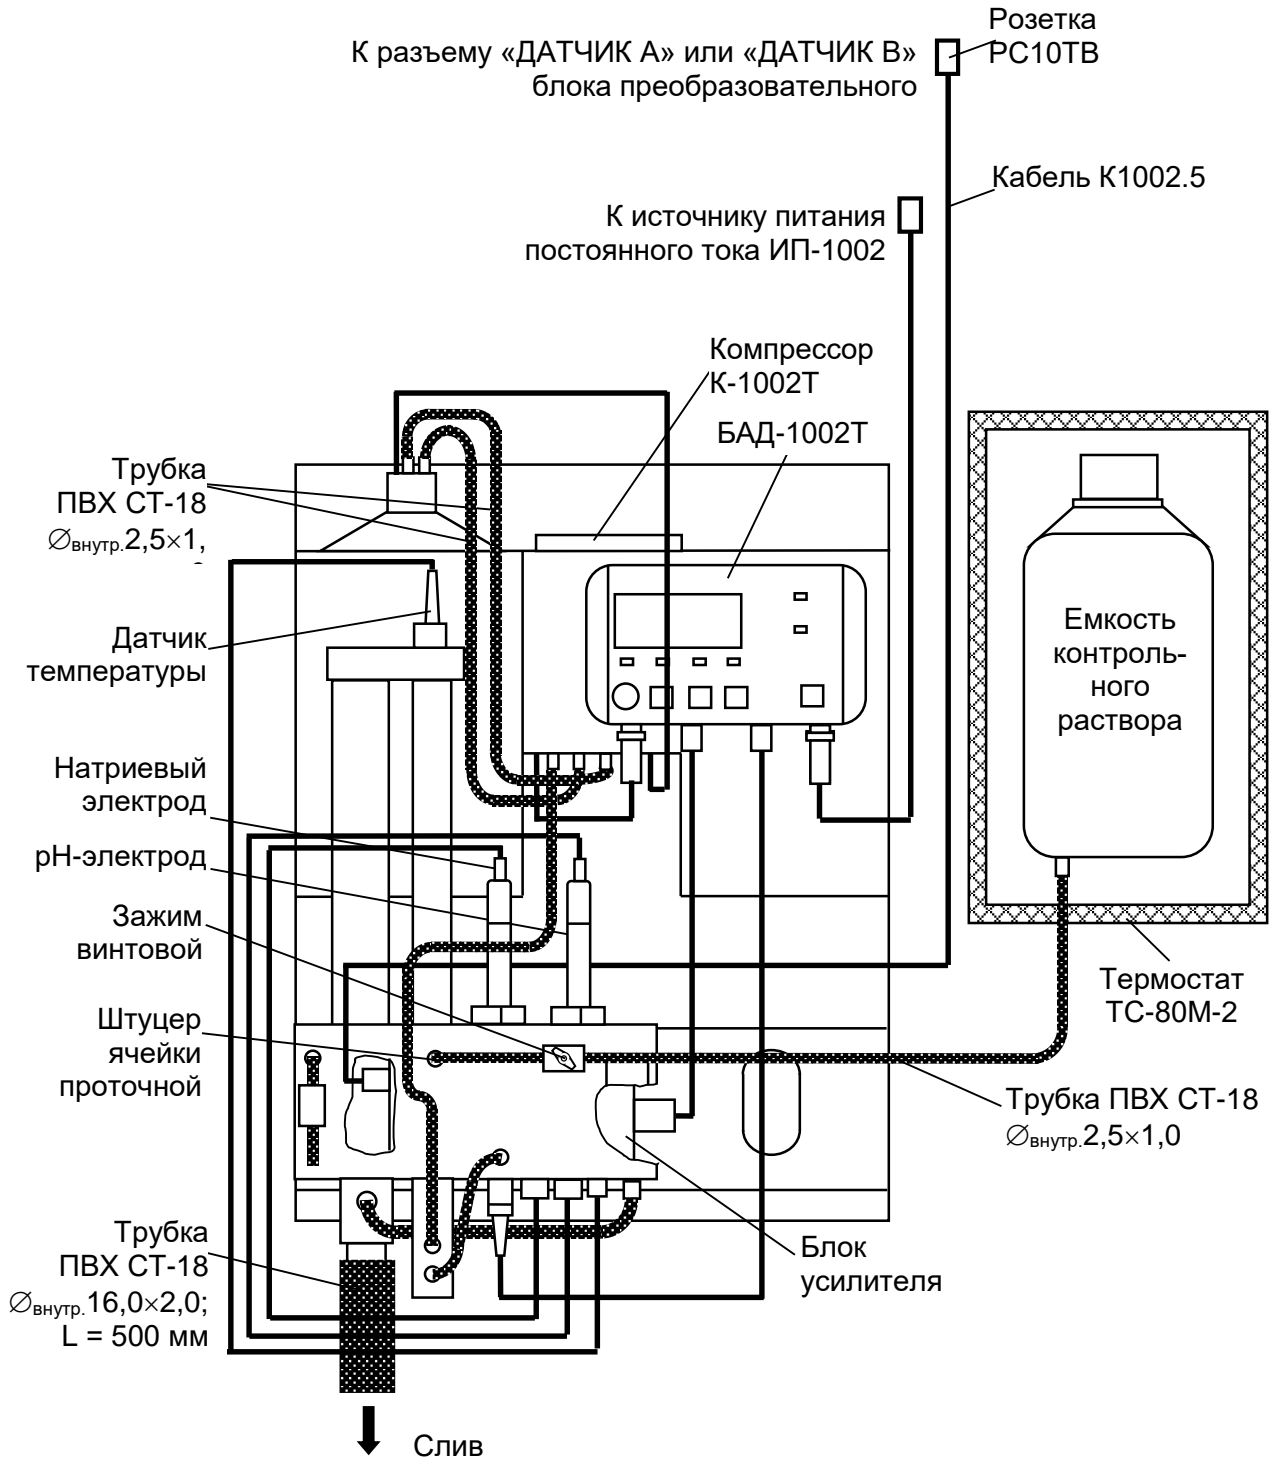 Розетка
РС10ТВ
К разъему «ДАТЧИК А» или «ДАТЧИК В»
блока преобразовательного
Кабель К1002.5
К источнику питания
постоянного тока ИП-1002
Компрессор
К-1002Т
БАД-1002Т
Трубка
ПВХ СТ-18
∅внутр.2,5×1,
Емкость
контроль-
ного
раствора
Датчик
температуры
Натриевый
электрод
рН-электрод
Зажим
винтовой
Термостат
ТС-80М-2
Штуцер
ячейки
проточной
Трубка ПВХ СТ-18
∅внутр.2,5×1,0
Трубка
ПВХ СТ-18
∅внутр.16,0×2,0;
L = 500 мм
Блок
усилителя
Слив